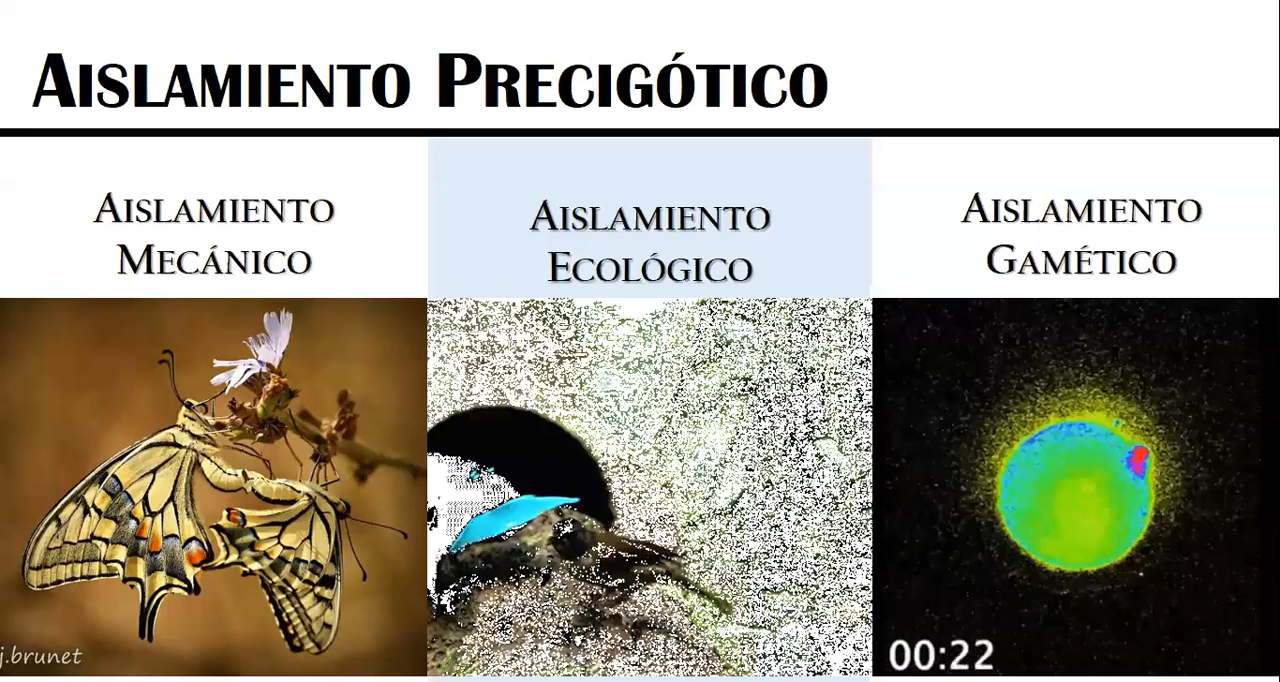 AISLAMIENTO PRECIGÓTICO
AISLAMIENTO
MECÁNICO
AISLAMIENTO
ECOLÓGICO
AISLAMIENTO
GAMÉTICO
j.brunet
00:22